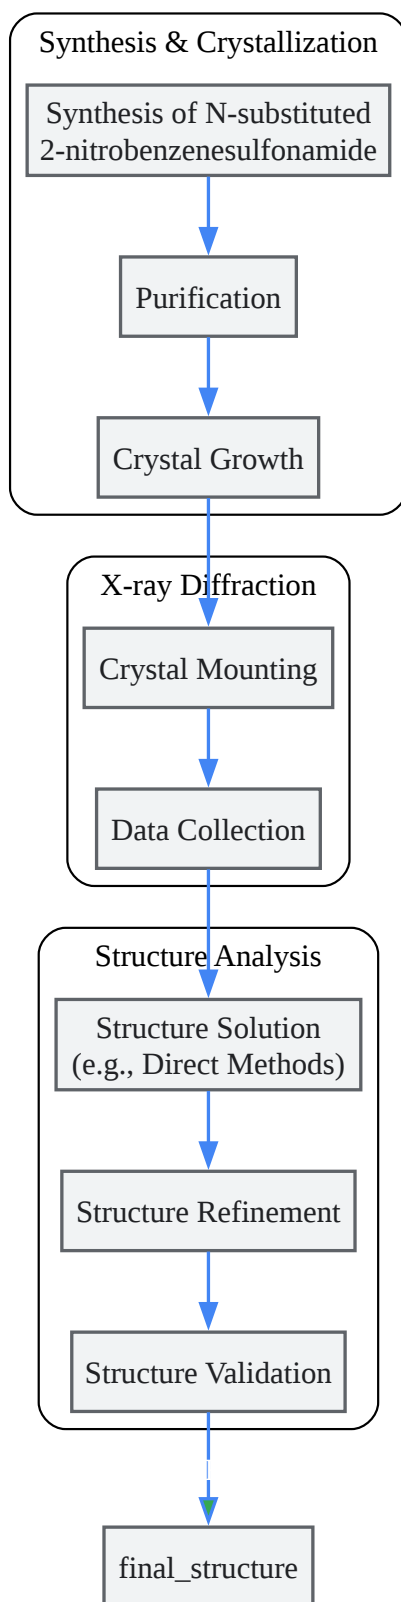 Synthesis & Crystallization
Synthesis of N-substituted
2-nitrobenzenesulfonamide
Purification
Crystal Growth
X-ray Diffraction
Crystal Mounting
Data Collection
Structure Analysis
Structure Solution
(e.g., Direct Methods)
Structure Refinement
Structure Validation
final_structure